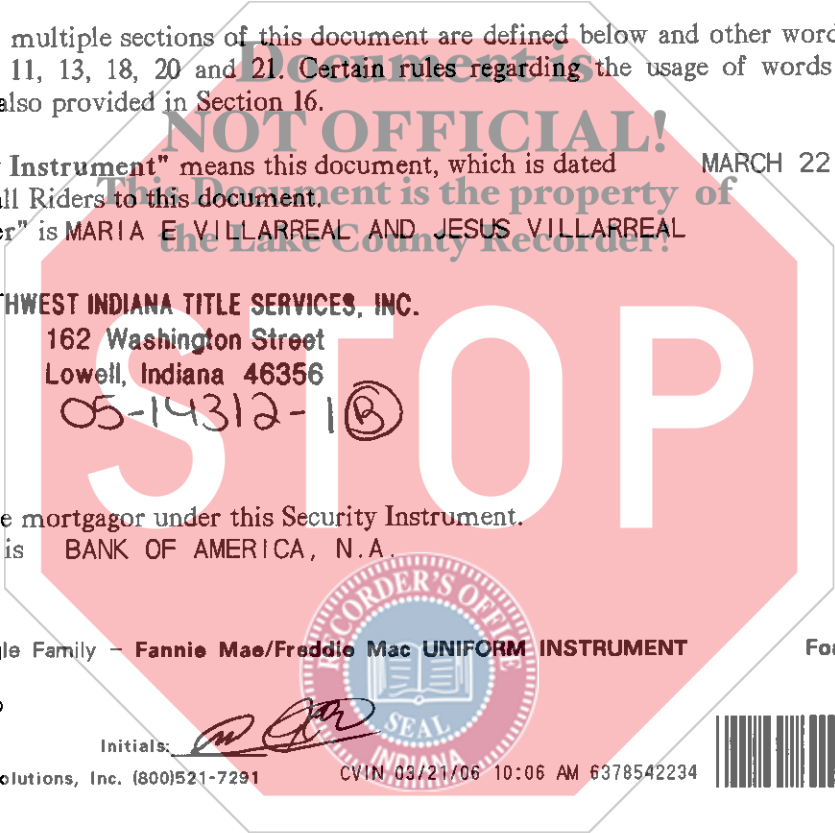 multiple sections of this document are defined below and other word
11, 13, 18, 20 and 21. Certain rules regarding the usage of words
also provided in Section 16.
Document is
NOT OFFICIAL!
This Document is the property of
the Lake County Recorder!
Instrument" means this document, which is dated MARCH 22
all Riders to this document.
er" is MARIA E VILLARREAL AND JESUS VILLARREAL
STOP
THWEST INDIANA TITLE SERVICES, INC.
162 Washington Street
Lowell, Indiana 46356
05-14312-1 B
e mortgagor under this Security Instrument.
is BANK OF AMERICA, N.A.
RECORDER'S OFFICE
SEAL
INDIANA
gle Family - Fannie Mae/Freddie Mac UNIFORM INSTRUMENT
Initials:
olutions, Inc. (800)521-7291 CVIN 03/21/06 10:06 AM 6378542234